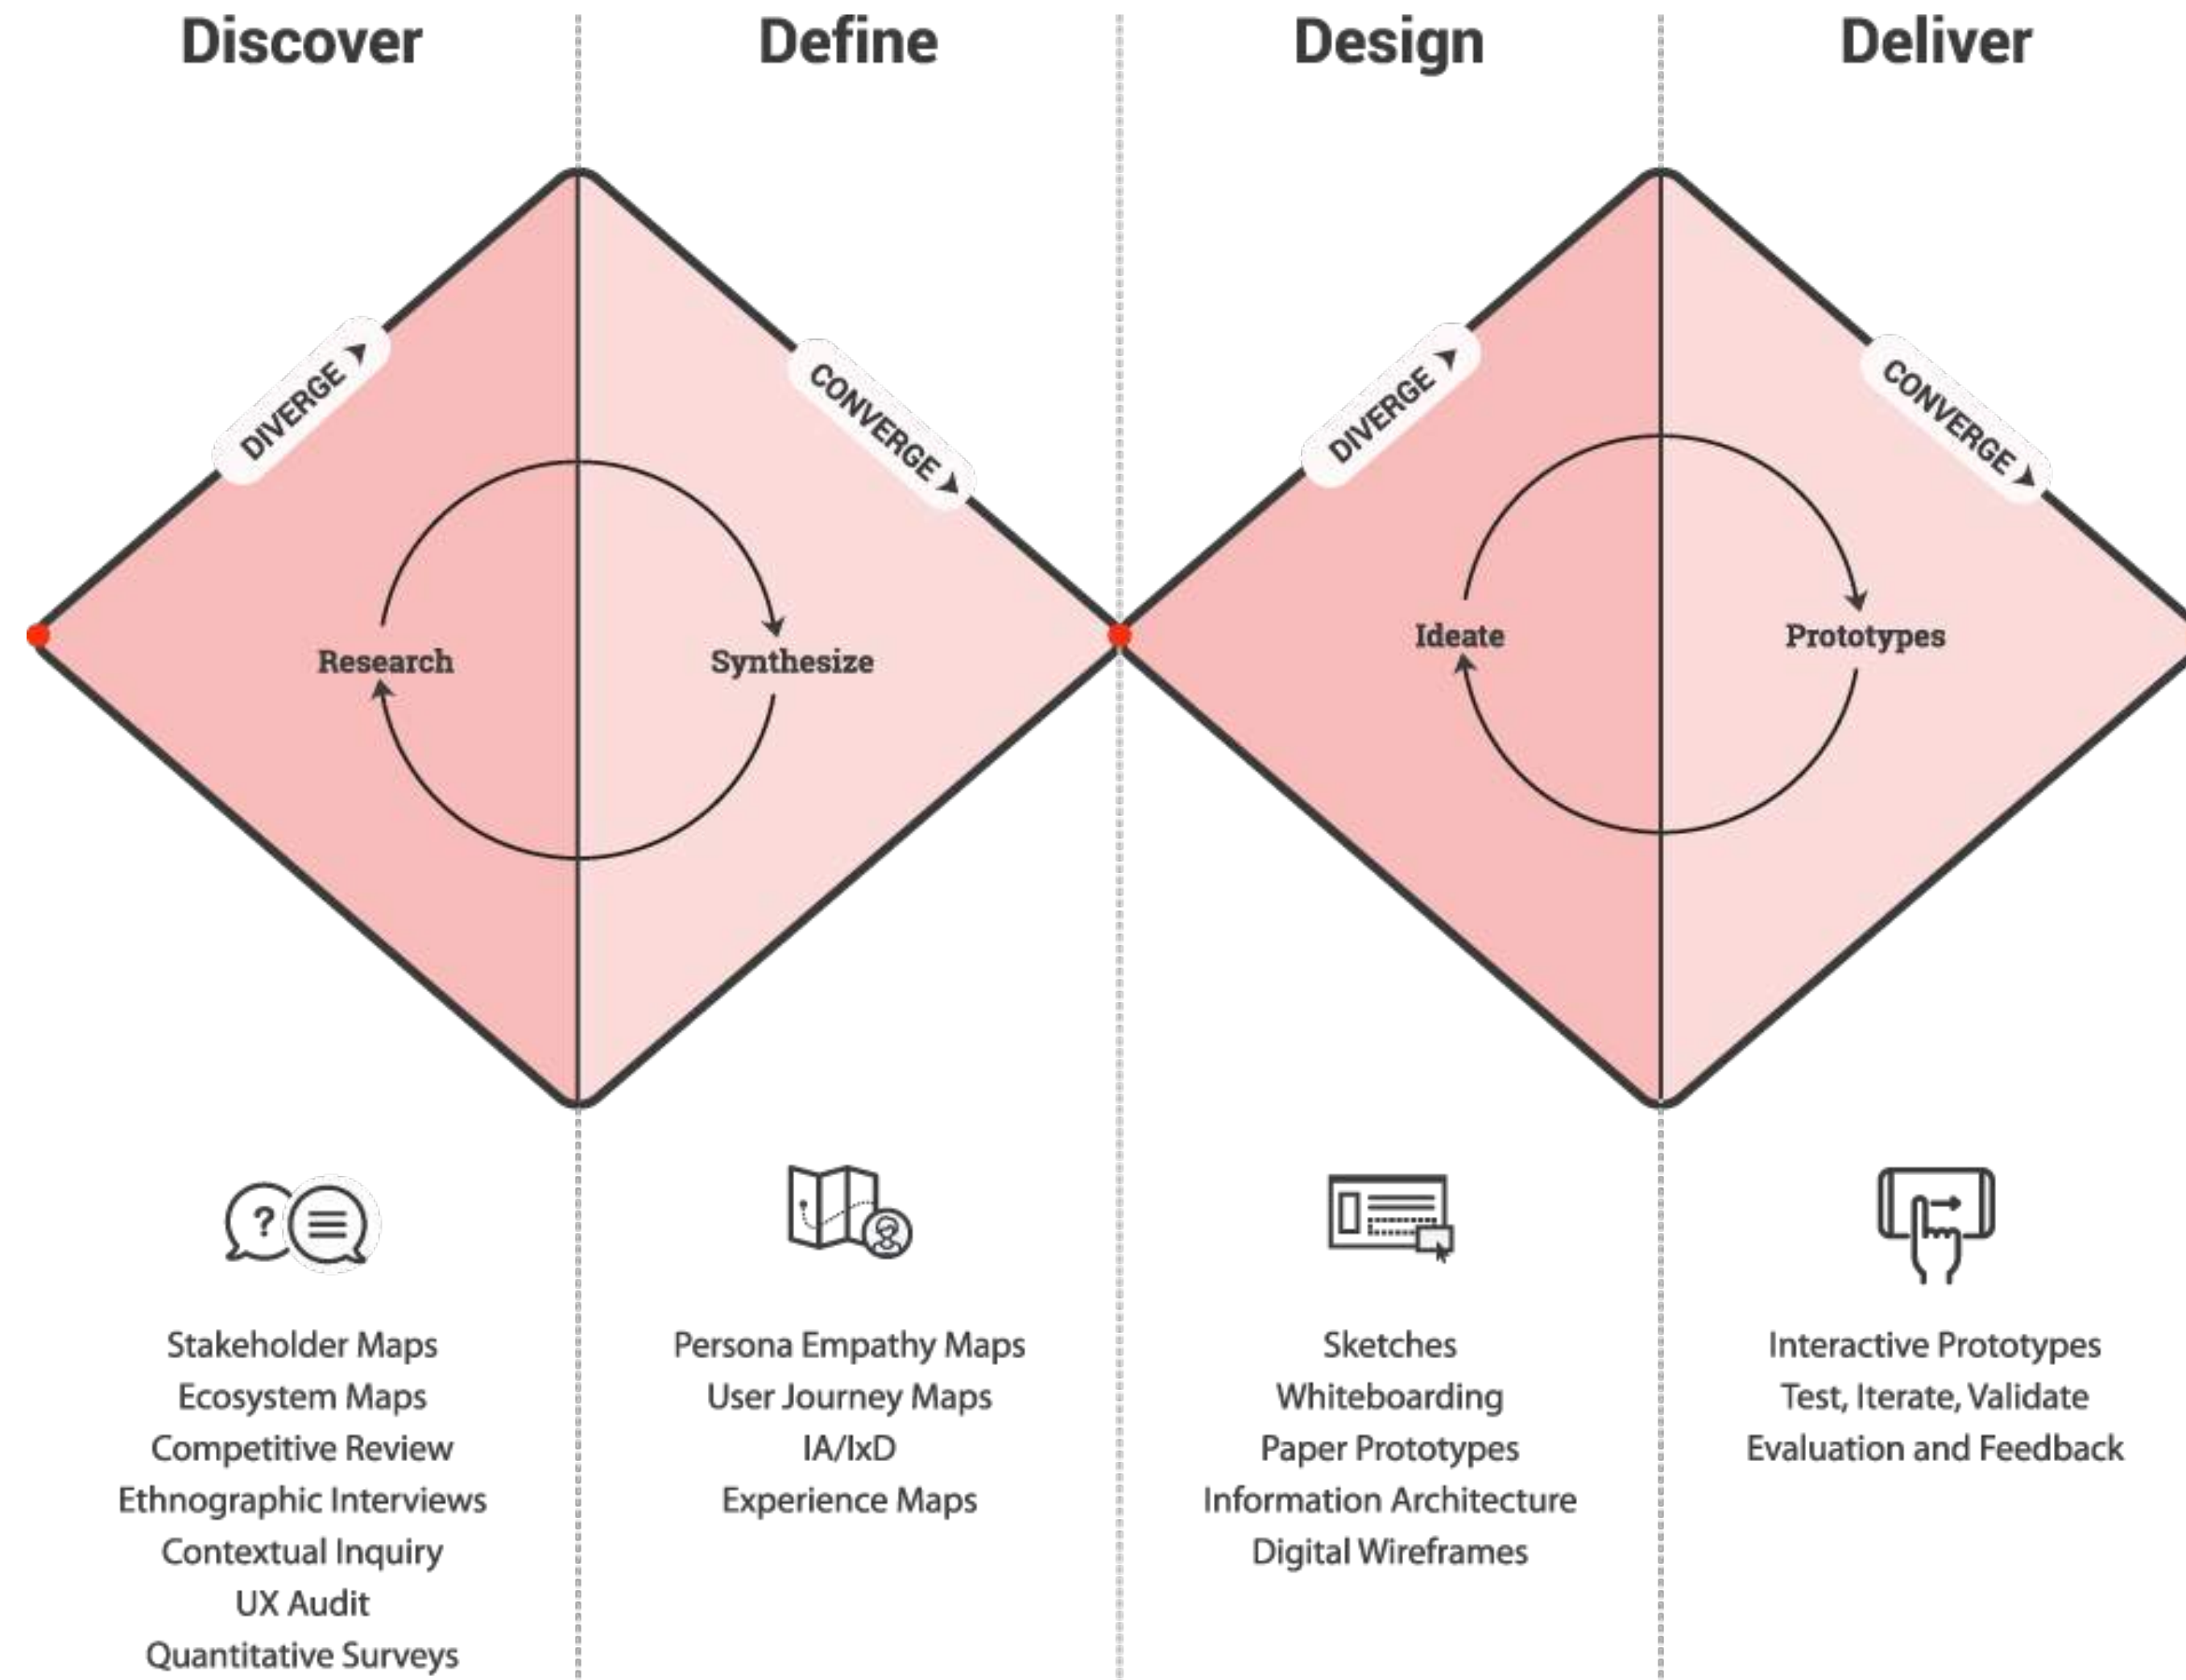 Discover
Define
Design
Deliver
DIVERGE
CONVERGE
DIVERGE
CONVERGE
Research
Synthesize
Ideate
Prototypes
?
Stakeholder Maps
Ecosystem Maps
Competitive Review
Ethnographic Interviews
Contextual Inquiry
UX Audit
Quantitative Surveys
Persona Empathy Maps
User Journey Maps
IA/IxD
Experience Maps
Sketches
Whiteboarding
Paper Prototypes
Information Architecture
Digital Wireframes
Interactive Prototypes
Test, Iterate, Validate
Evaluation and Feedback